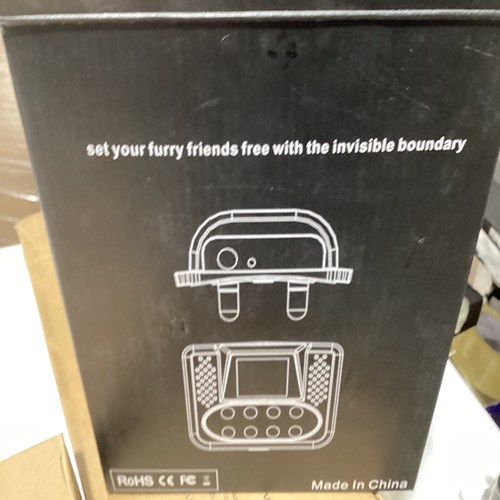 set your furry friends free with the invisible boundary
RoHS CE FC
Made In China